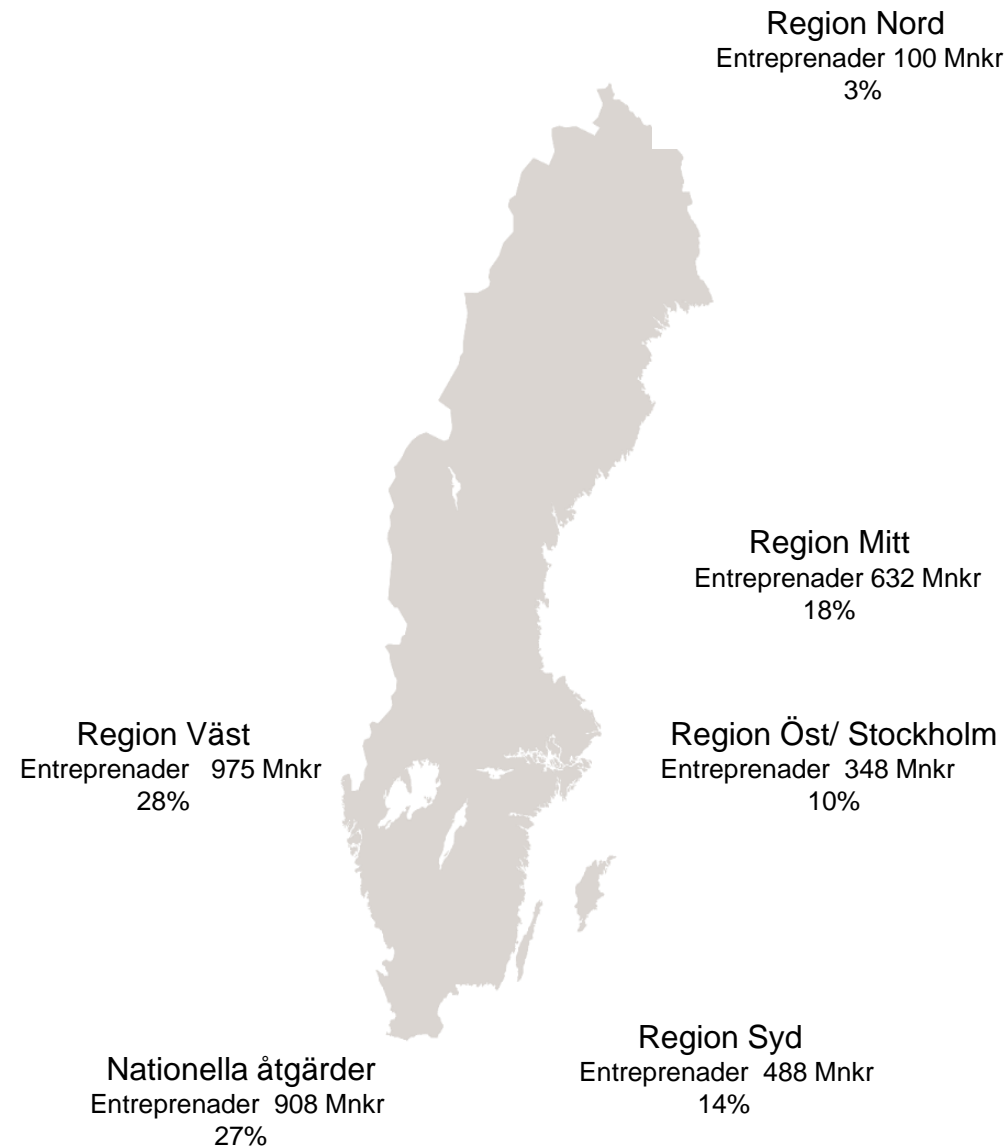 Region Nord
Entreprenader 100 Mnkr
3%
Region Mitt
Entreprenader 632 Mnkr
18%
Region Väst
Entreprenader 975 Mnkr
28%
Region Öst/ Stockholm
Entreprenader 348 Mnkr
10%
Region Syd
Entreprenader 488 Mnkr
14%
Nationella åtgärder
Entreprenader 908 Mnkr
27%